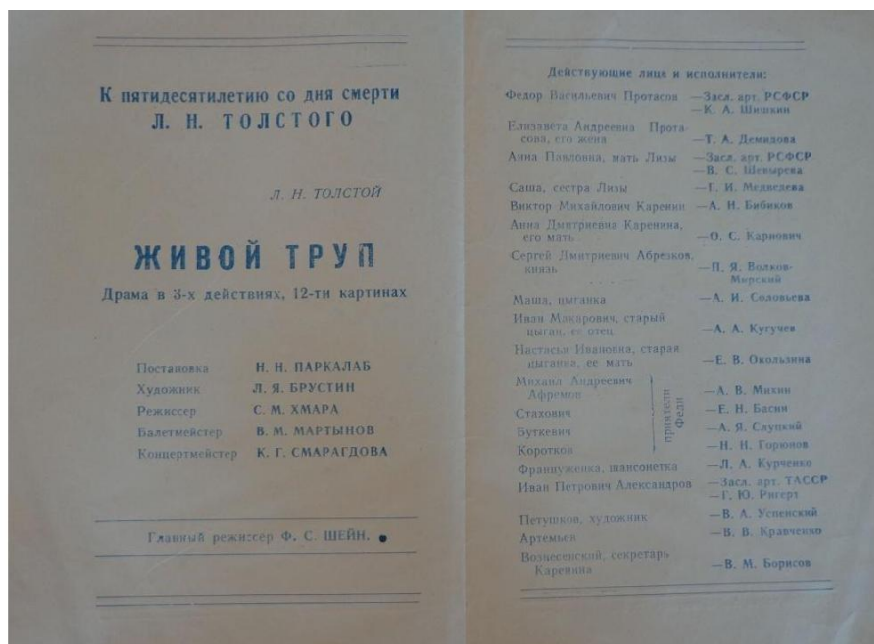 К пятидесятилетию со дня смерти
Л. Н. ТОЛСТОГО
Л. Н. ТОЛСТОЙ
ЖИВОЙ ТРУП
Драма в 3-х действиях, 12-ти картинах
Постановка Н. Н. ПАРКАЛАБ
Художник Л. Я. БРУСТИН
Режиссер С. М. ХМАРА
Балетмейстер В. М. МАРТЫНОВ
Концертмейстер К. Г. СМАРАГДОВА
Главный режиссер Ф. С. ШЕЙН.
Действующие лица и исполнители:
Федор Васильевич Протасов —Засл. арт. РСФСР
—К. А. Шишкин
Елизавета Андреевна Прота-
сова, его жена —Т. А. Демидова
Анна Павловна, мать Лизы —Засл. арт. РСФСР
—В. С. Шевырева
Саша, сестра Лизы —Г. И. Медведева
Виктор Михайлович Каренин —А. Н. Бибиков
Анна Дмитриевна Каренина,
его мать —О. С. Карпович
Сергей Дмитриевич Абрезков,
князь —П. Я. Волков-
Мирский
Маша, цыганка —А. И. Соловьева
Иван Макарович, старый
цыган, ее отец —А. А. Кугучев
Настасья Ивановна, старая
цыганка, ее мать —Е. В. Окользина
Михаил Андреевич
Афремов —А. В. Микин
Стахович —Е. Н. Басин
Буткевич —А. Я. Слуцкий
Коротков —Н. Н. Горюнов
приятели
Феди
Француженка, шансонетка —Л. А. Курченко
Иван Петрович Александров —Засл. арт. ТАССР
—Г. Ю. Ригерт
Петушков, художник —В. А. Успенский
Артемьев —В. В. Кравченко
Вознесенский, секретарь
Каренина —В. М. Борисов